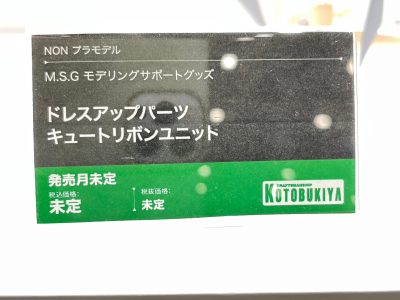 NON プラモデル
M.S.G モデリングサポートグッズ
ドレスアップパーツ
キュートリボンユニット
発売月未定
税込価格:
未定
税抜価格:
未定
CRAFTSMANSHIP
KOTOBUKIYA